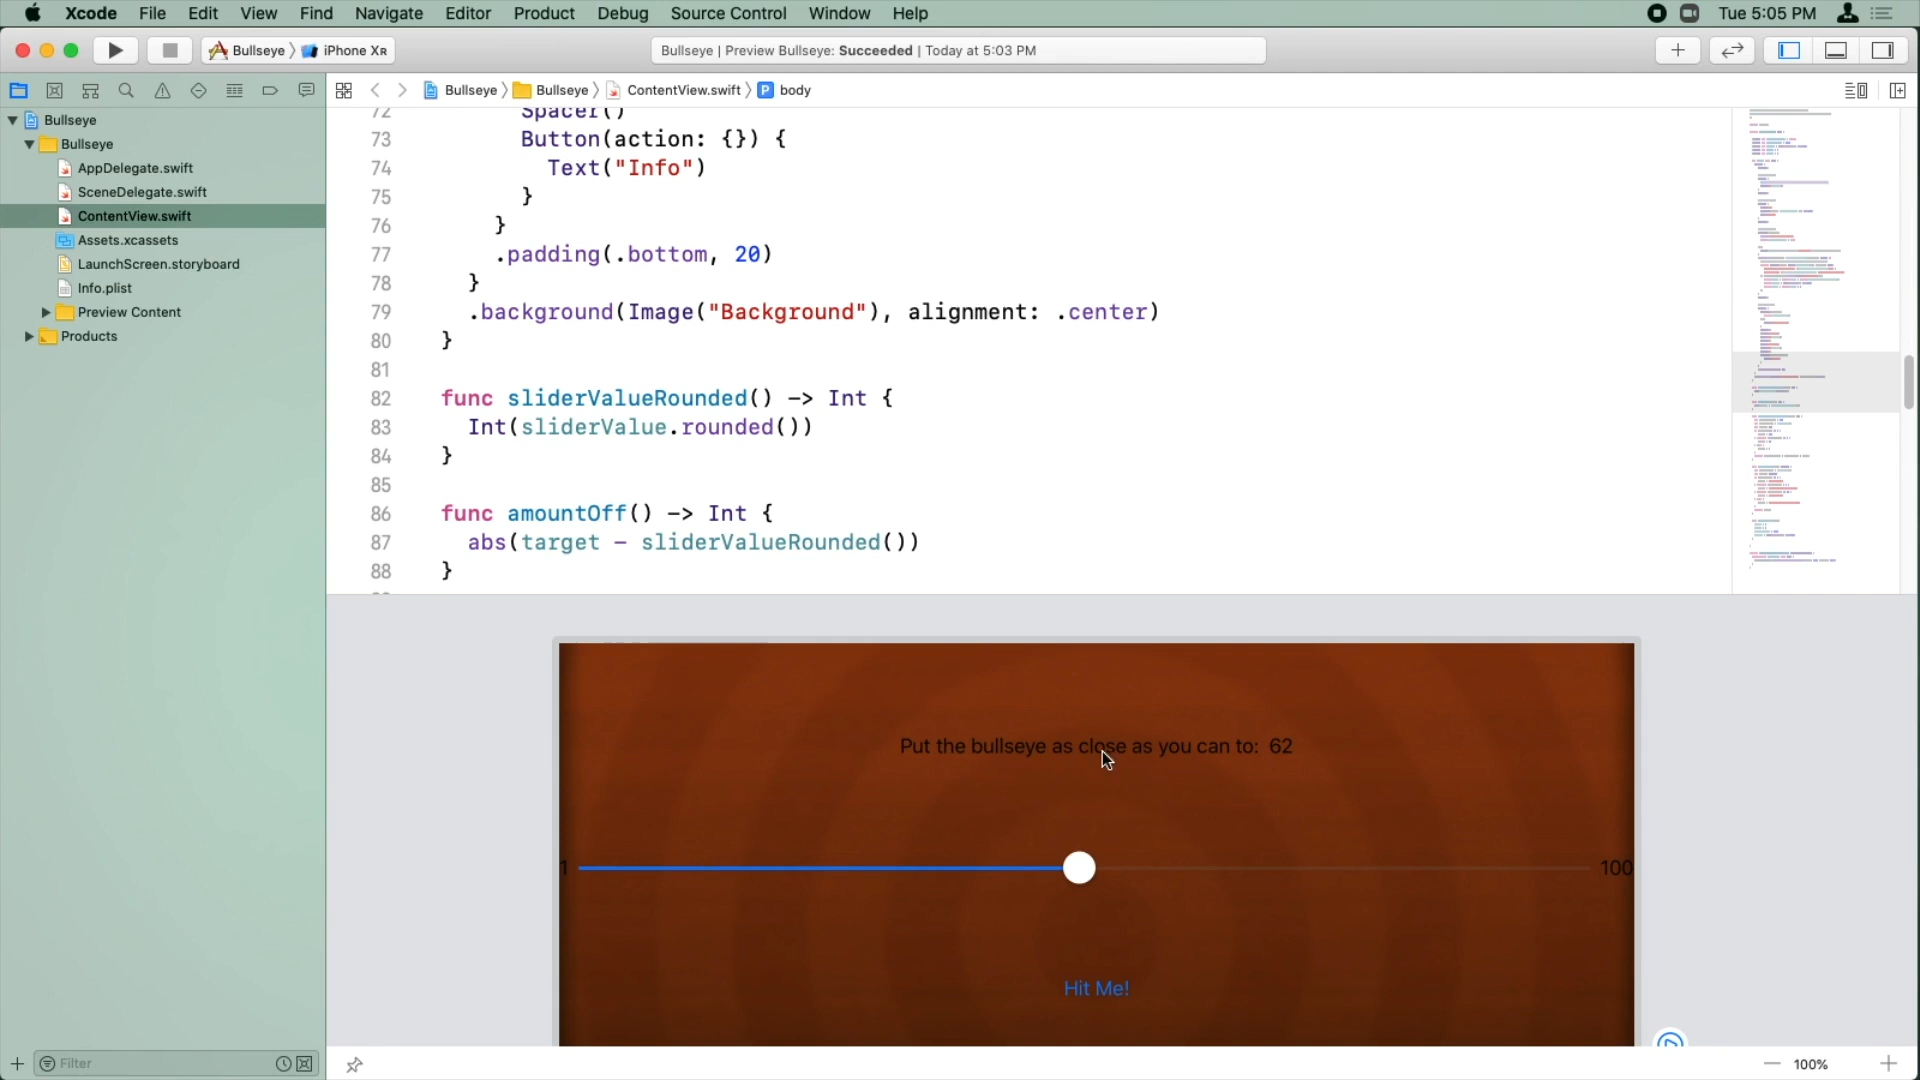 Xcode File Edit View Find Navigate Editor Product Debug Source Control Window Help Tue 5:05 PM
Bullseye iPhone XR Bullseye | Preview Bullseye: Succeeded | Today at 5:03 PM
Bullseye Bullseye ContentView.swift P body
Bullseye
Bullseye
AppDelegate.swift
SceneDelegate.swift
ContentView.swift
Assets.xcassets
LaunchScreen.storyboard
Info.plist
Preview Content
Products
Filter
72 Spacer()
73 Button(action: {}) {
74 Text("Info")
75 }
76 }
77 .padding(.bottom, 20)
78 }
79 .background(Image("Background"), alignment: .center)
80 }
81
82 func sliderValueRounded() -> Int {
83 Int(sliderValue.rounded())
84 }
85
86 func amountOff() -> Int {
87 abs(target - sliderValueRounded())
88 }
Put the bullseye as close as you can to: 62
1 100
Hit Me!
100%